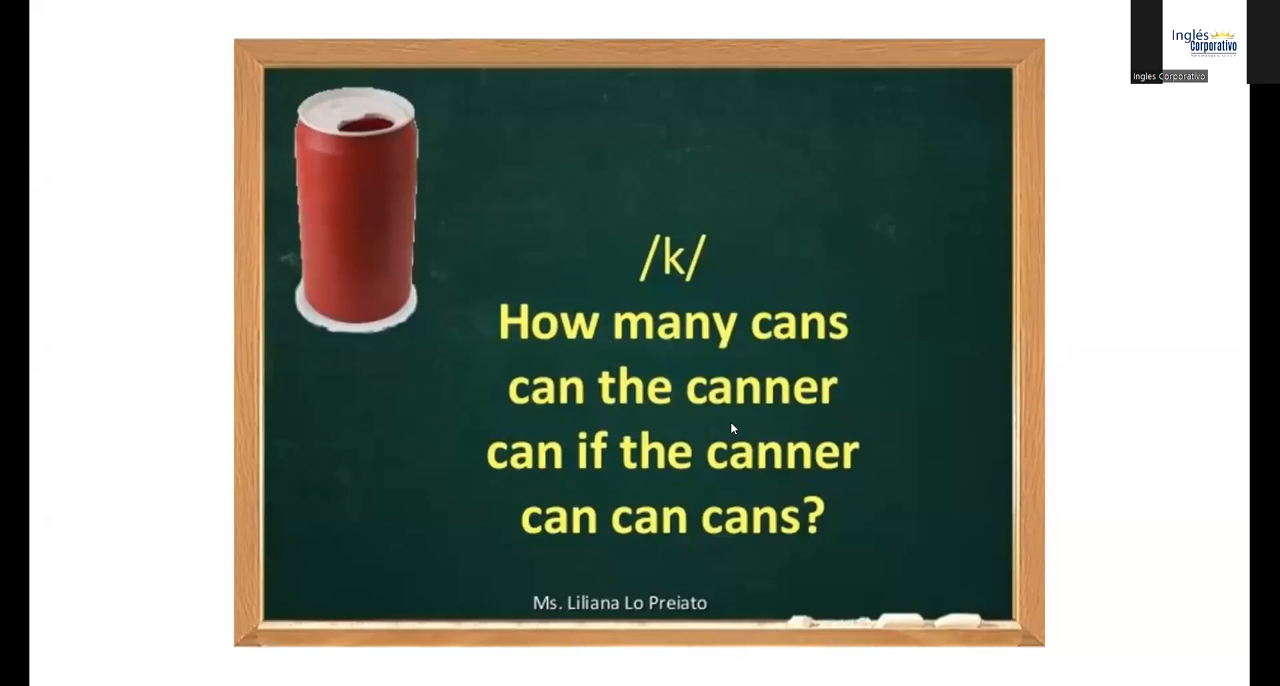 Inglés
Corporativo
Ingles Corporativo
/k/
How many cans
can the canner
can if the canner
can can cans?
Ms. Liliana Lo Preiato